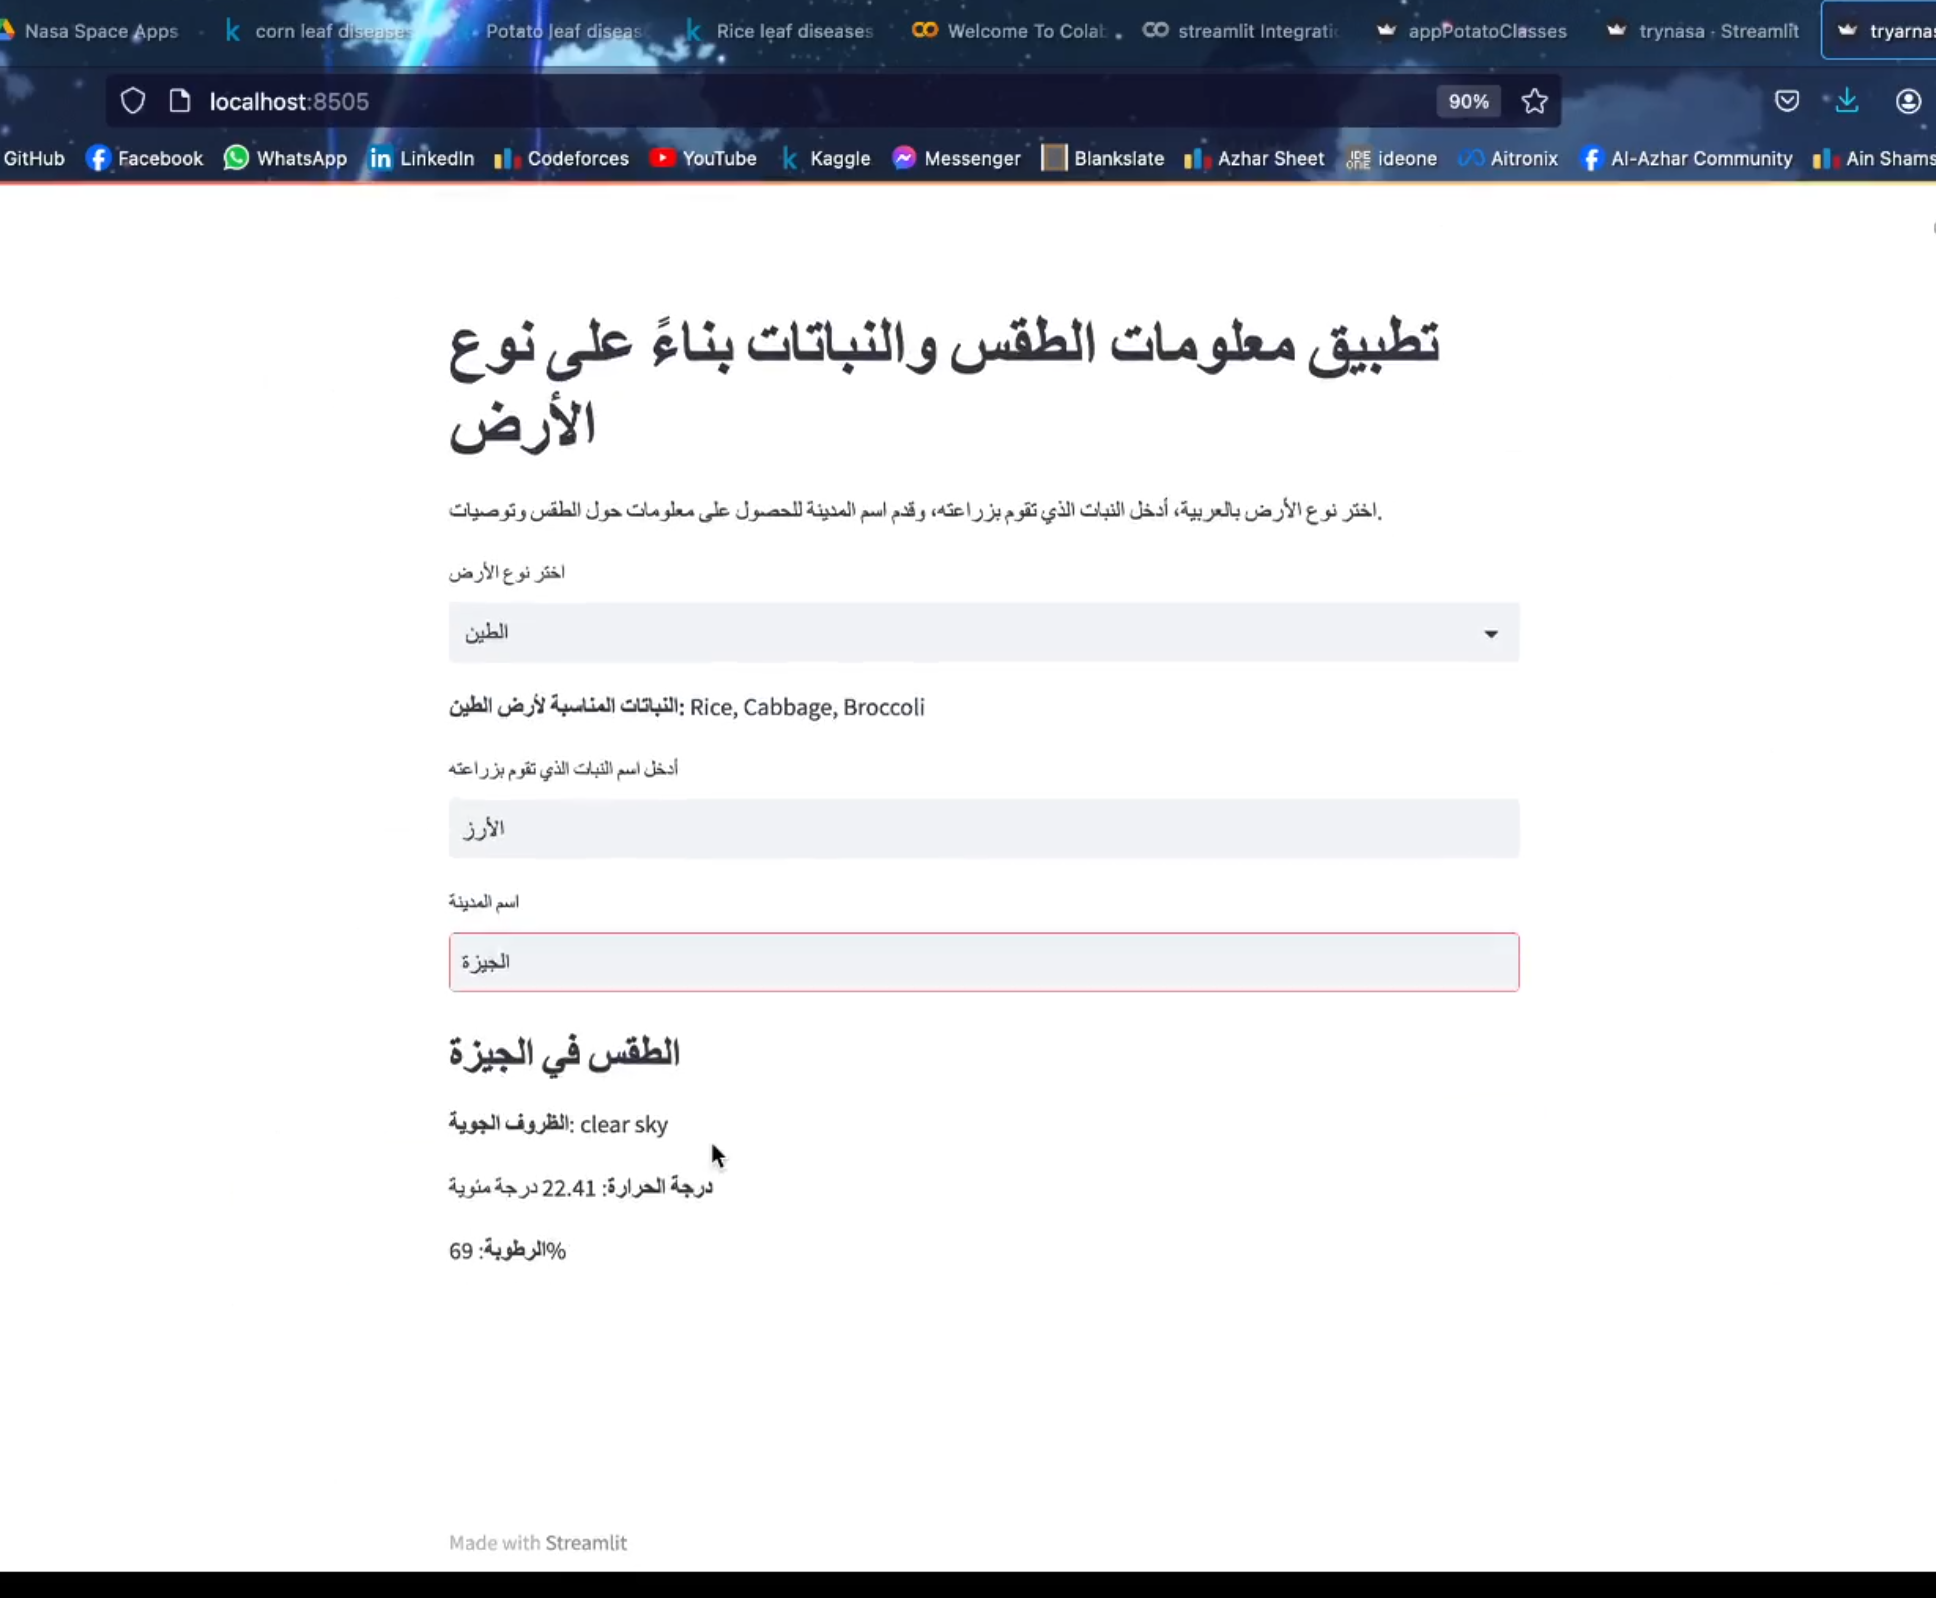 Nasa Space Apps
corn leaf diseases
Potato leaf diseas
Rice leaf diseases
Welcome To Colab
streamlit Integrati
appPotatoClasses
trynasa · Streamlit
tryarnas
localhost:8505
90%
GitHub
Facebook
WhatsApp
LinkedIn
Codeforces
YouTube
Kaggle
Messenger
Blankslate
Azhar Sheet
ideone
Aitronix
Al-Azhar Community
Ain Shams
تطبيق معلومات الطقس والنباتات بناءً على نوع
الأرض
اختر نوع الأرض بالعربية، أدخل النبات الذي تقوم بزراعته، وقدم اسم المدينة للحصول على معلومات حول الطقس وتوصيات.
اختر نوع الأرض
الطين
النباتات المناسبة لأرض الطين: Rice, Cabbage, Broccoli
أدخل اسم النبات الذي تقوم بزراعته
الأرز
اسم المدينة
الجيزة
الطقس في الجيزة
الظروف الجوية: clear sky
درجة الحرارة: 22.41 درجة مئوية
الرطوبة: 69%
Made with Streamlit